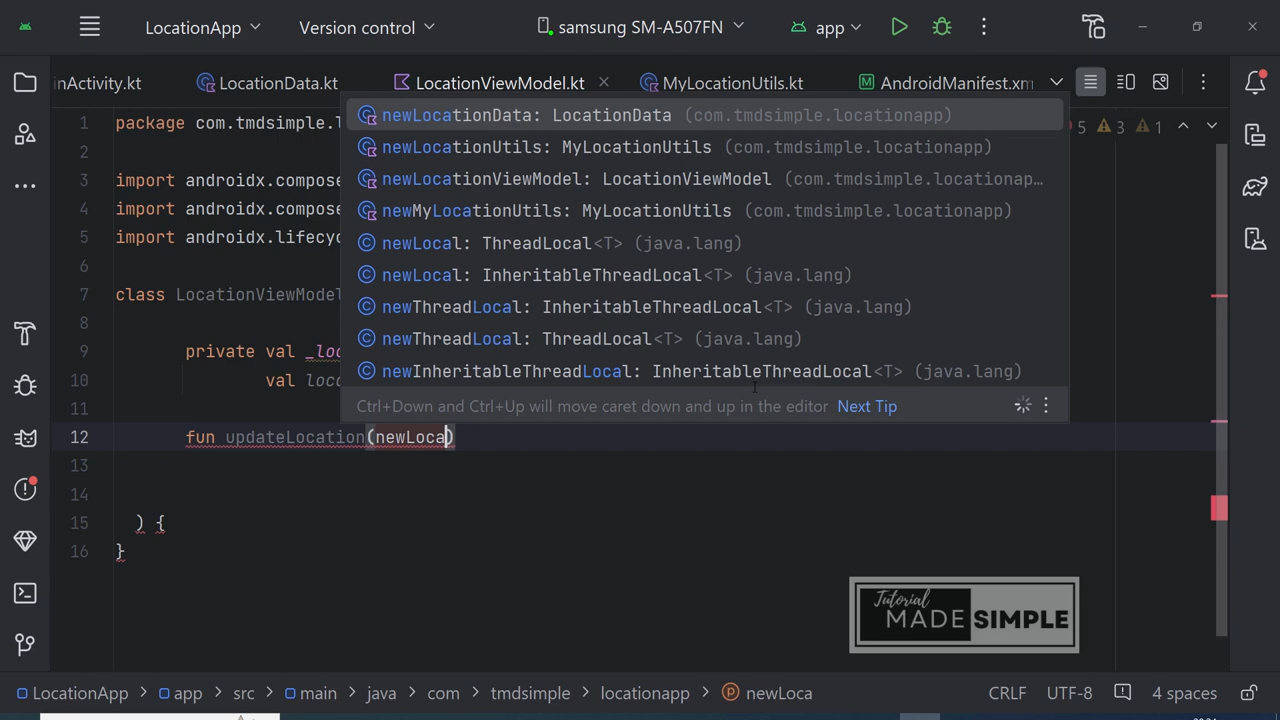 LocationApp
Version control
samsung SM-A507FN
app
inActivity.kt
LocationData.kt
LocationViewModel.kt
MyLocationUtils.kt
AndroidManifest.xm
newLocationData: LocationData (com.tmdsimple.locationapp)
newLocationUtils: MyLocationUtils (com.tmdsimple.locationapp)
newLocationViewModel: LocationViewModel (com.tmdsimple.locationap…
newMyLocationUtils: MyLocationUtils (com.tmdsimple.locationapp)
newLocal: ThreadLocal<T> (java.lang)
newLocal: InheritableThreadLocal<T> (java.lang)
newThreadLocal: InheritableThreadLocal<T> (java.lang)
newThreadLocal: ThreadLocal<T> (java.lang)
newInheritableThreadLocal: InheritableThreadLocal<T> (java.lang)
Ctrl+Down and Ctrl+Up will move caret down and up in the editor Next Tip
5 3 1
1 package com.tmdsimple.l
2
3 import androidx.compose
4 import androidx.compose
5 import androidx.lifecyc
6
7 class LocationViewModel
8
9 private val _loc
10 val loc
11
12 fun updateLocation(newLoca)
13
14
15 ) {
16 }
Tutorial
MADE SIMPLE
LocationApp > app > src > main > java > com > tmdsimple > locationapp > newLoca
CRLF UTF-8 4 spaces